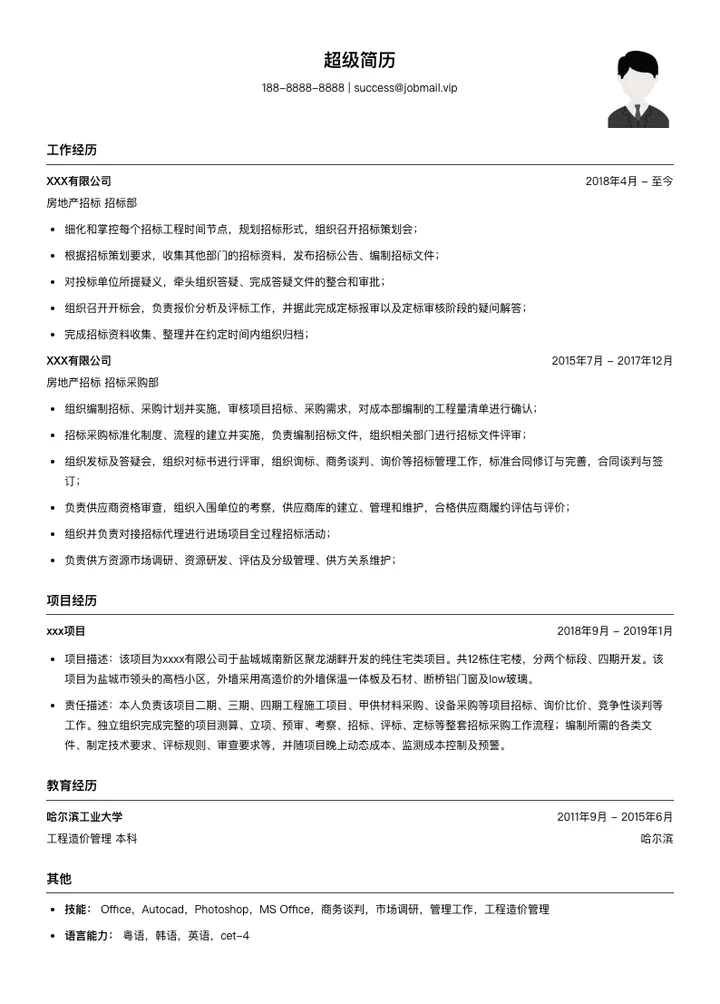 超级简历
188-8888-8888 | success@jobmail.vip
工作经历
XXX有限公司 2018年4月 - 至今
房地产招标 招标部
• 细化和掌控每个招标工程时间节点，规划招标形式，组织召开招标策划会；
• 根据招标策划要求，收集其他部门的招标资料，发布招标公告、编制招标文件；
• 对投标单位所提疑义，牵头组织答疑、完成答疑文件的整合和审批；
• 组织召开开标会，负责报价分析及评标工作，并据此完成定标报审以及定标审核阶段的疑问解答；
• 完成招标资料收集、整理并在约定时间内组织归档；
XXX有限公司 2015年7月 - 2017年12月
房地产招标 招标采购部
• 组织编制招标、采购计划并实施，审核项目招标、采购需求，对成本部编制的工程量清单进行确认；
• 招标采购标准化制度、流程的建立并实施，负责编制招标文件，组织相关部门进行招标文件评审；
• 组织发标及答疑会，组织对标书进行评审，组织询标、商务谈判、询价等招标管理工作，标准合同修订与完善，合同谈判与签
订；
• 负责供应商资格审查，组织入围单位的考察，供应商库的建立、管理和维护，合格供应商履约评估与评价；
• 组织并负责对接招标代理进行进场项目全过程招标活动；
• 负责供方资源市场调研、资源研发、评估及分级管理、供方关系维护；
项目经历
xxx项目 2018年9月 - 2019年1月
• 项目描述：该项目为xxxx有限公司于盐城城南新区聚龙湖畔开发的纯住宅类项目。共12栋住宅楼，分两个标段、四期开发。该
项目为盐城市领头的高档小区，外墙采用高造价的外墙保温一体板及石材、断桥铝门窗及low玻璃。
• 责任描述：本人负责该项目二期、三期、四期工程施工项目、甲供材料采购、设备采购等项目招标、询价比价、竞争性谈判等
工作。独立组织完成完整的项目测算、立项、预审、考察、招标、评标、定标等整套招标采购工作流程；编制所需的各类文
件、制定技术要求、评标规则、审查要求等，并随项目晚上动态成本、监测成本控制及预警。
教育经历
哈尔滨工业大学 2011年9月 - 2015年6月
工程造价管理 本科 哈尔滨
其他
• 技能： Office，Autocad，Photoshop，MS Office，商务谈判，市场调研，管理工作，工程造价管理
• 语言能力： 粤语，韩语，英语，cet-4